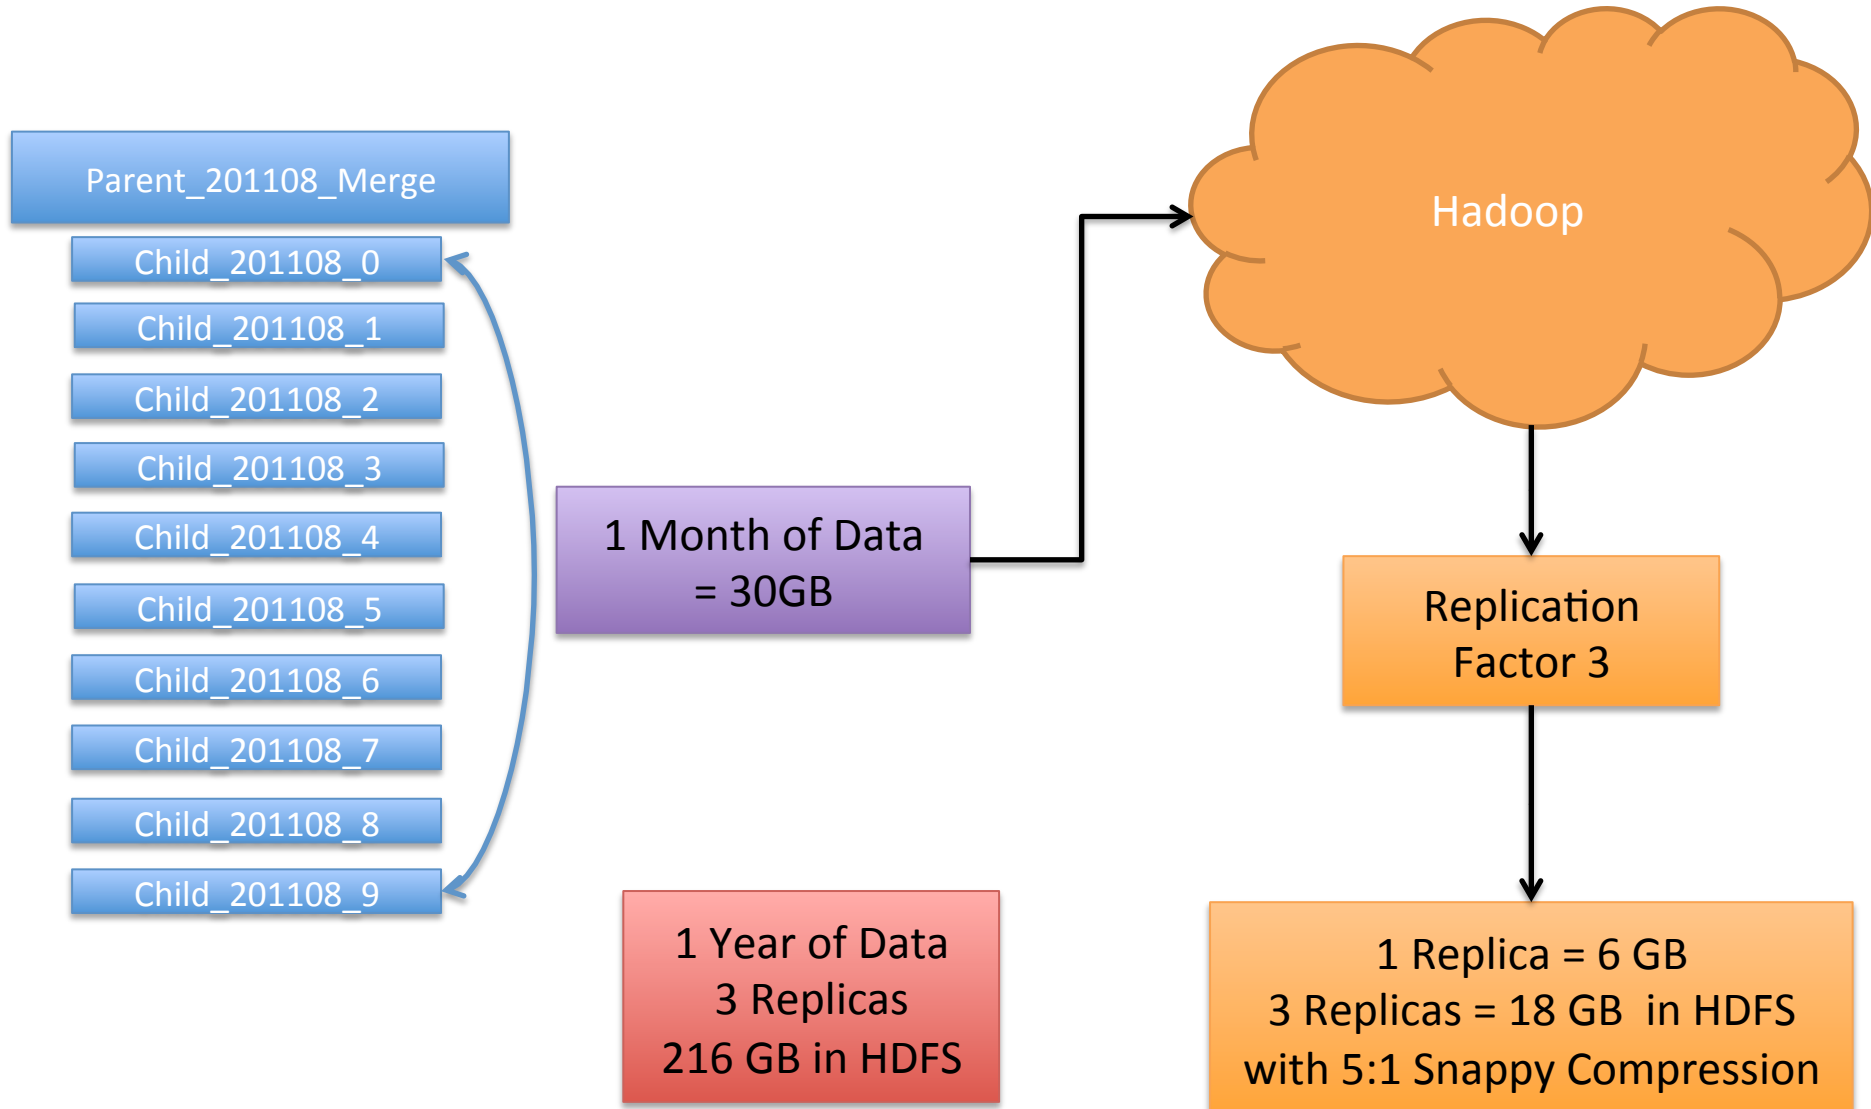 Parent_201108_Merge
Child_201108_0
Child_201108_1
Child_201108_2
Child_201108_3
Child_201108_4
Child_201108_5
Child_201108_6
Child_201108_7
Child_201108_8
Child_201108_9
1 Month of Data
= 30GB
Hadoop
Replication
Factor 3
1 Year of Data
3 Replicas
216 GB in HDFS
1 Replica = 6 GB
3 Replicas = 18 GB in HDFS
with 5:1 Snappy Compression